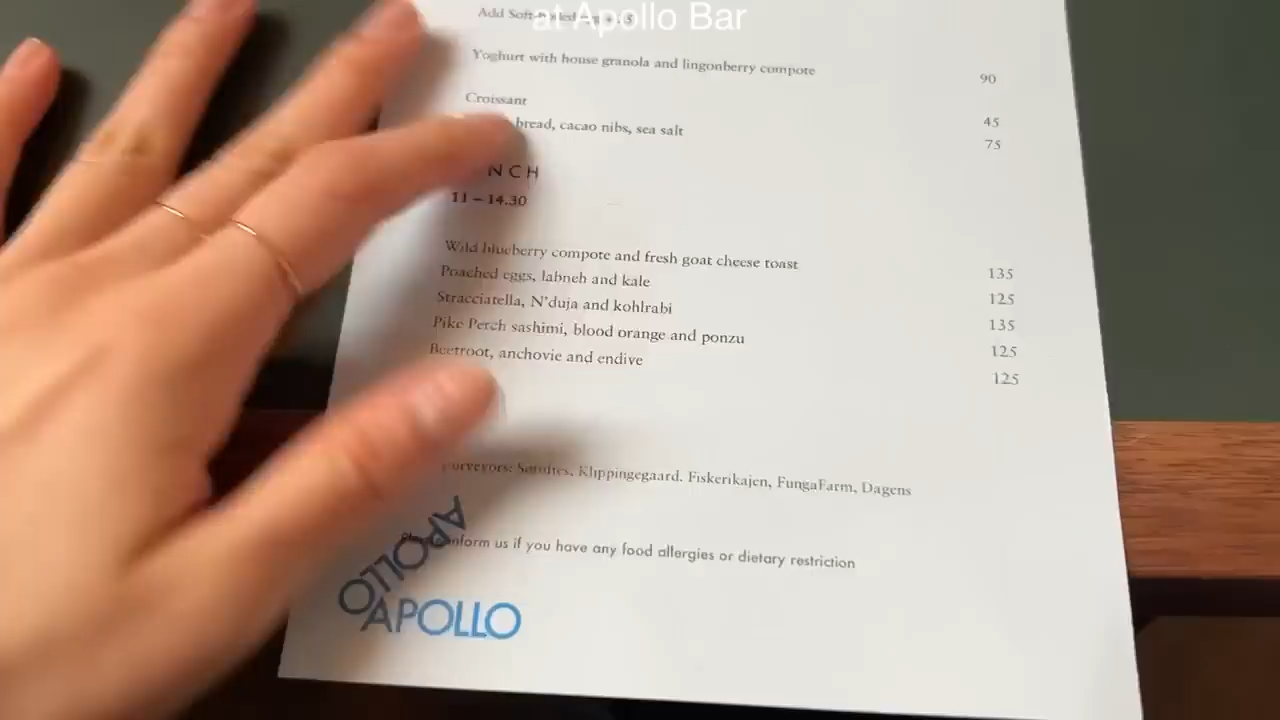 at Apollo Bar
Add Soft
Yoghurt with house granola and lingonberry compote 90
Croissant 45
bread, cacao nibs, sea salt 75
NCH
11 – 14.30
Wild blueberry compote and fresh goat cheese toast 135
Poached eggs, labneh and kale 125
Stracciatella, N'duja and kohlrabi 135
Pike Perch sashimi, blood orange and ponzu 125
Beetroot, anchovie and endive 125
Klippingegaard. Fiskerikajen, FungaFarm, Dagens
inform us if you have any food allergies or dietary restriction
APOLLO
APOLLO